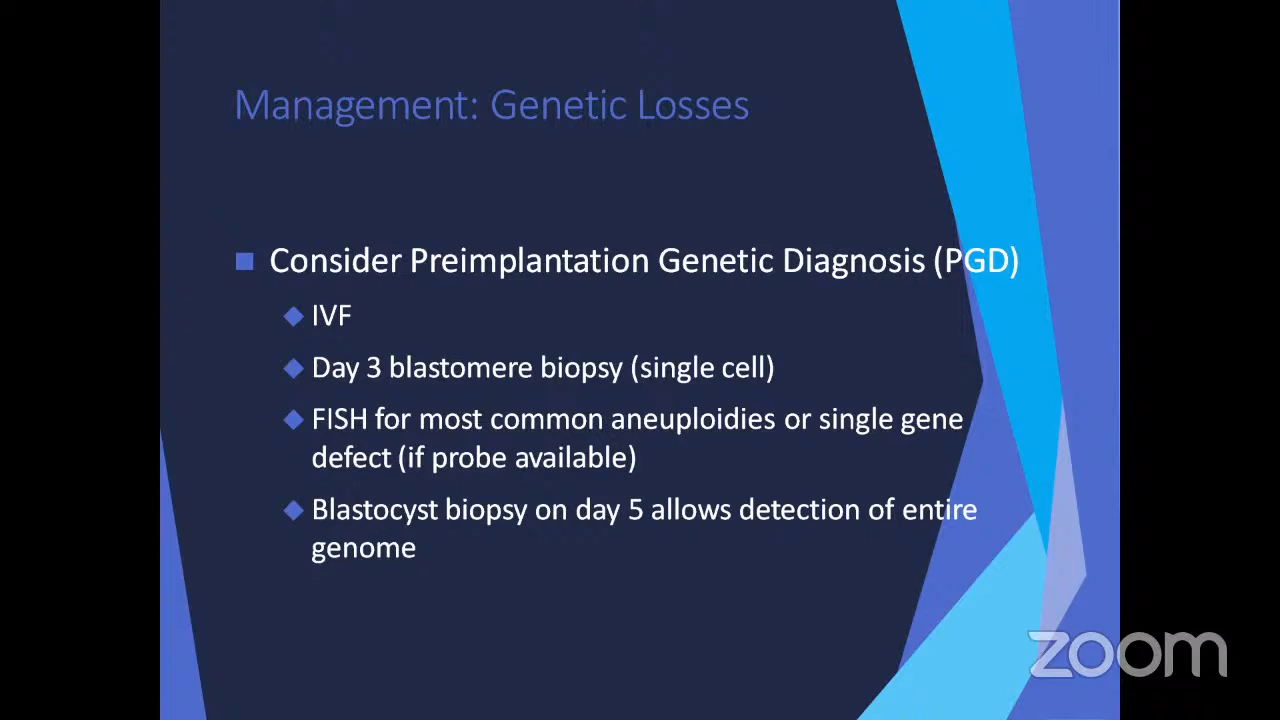 Management: Genetic Losses
Consider Preimplantation Genetic Diagnosis (PGD)
IVF
Day 3 blastomere biopsy (single cell)
FISH for most common aneuploidies or single gene
defect (if probe available)
Blastocyst biopsy on day 5 allows detection of entire
genome
zoom